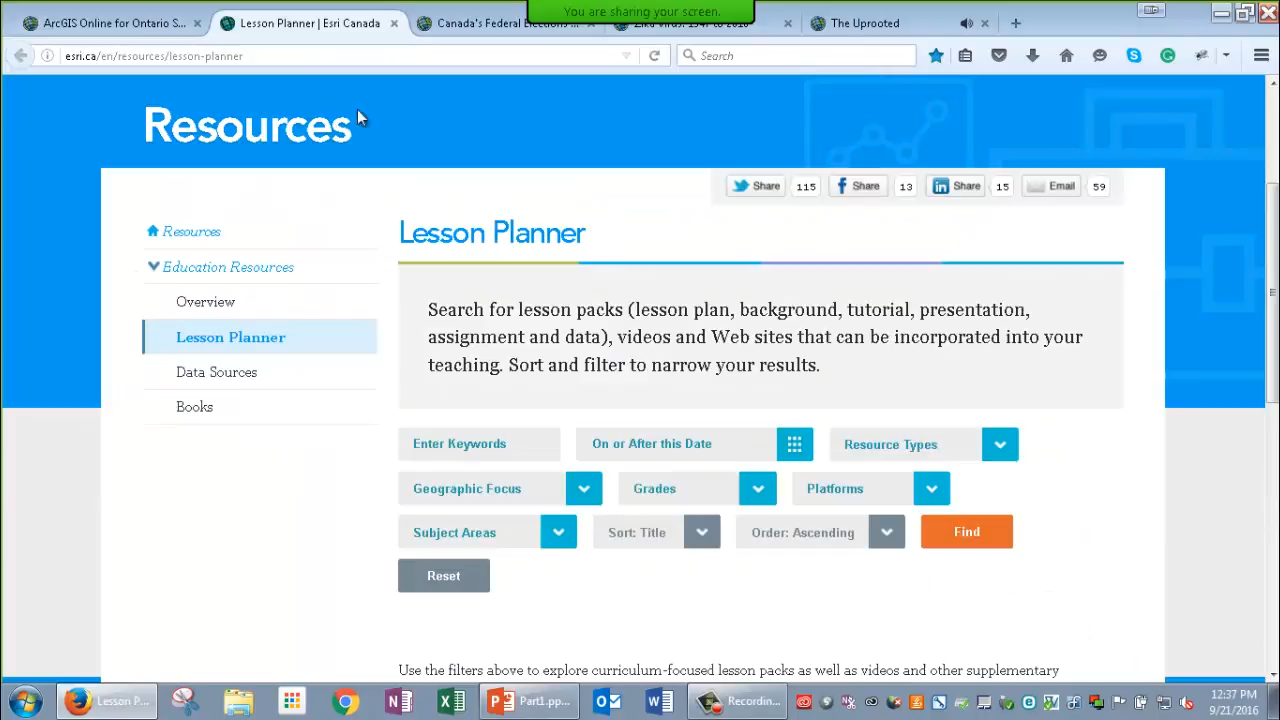 You are sharing your screen.
ArcGIS Online for Ontario S...
Lesson Planner | Esri Canada
Canada's Federal Elections ...
The Uprooted
esri.ca/en/resources/lesson-planner
Search
Resources
Share 115 Share 13 Share 15 Email 59
Resources
Education Resources
Overview
Lesson Planner
Data Sources
Books
Lesson Planner
Search for lesson packs (lesson plan, background, tutorial, presentation,
assignment and data), videos and Web sites that can be incorporated into your
teaching. Sort and filter to narrow your results.
Enter Keywords On or After this Date Resource Types
Geographic Focus Grades Platforms
Subject Areas Sort: Title Order: Ascending Find
Reset
Use the filters above to explore curriculum-focused lesson packs as well as videos and other supplementary
Lesson P...
Part1.pp...
Recording...
12:37 PM
9/21/2016